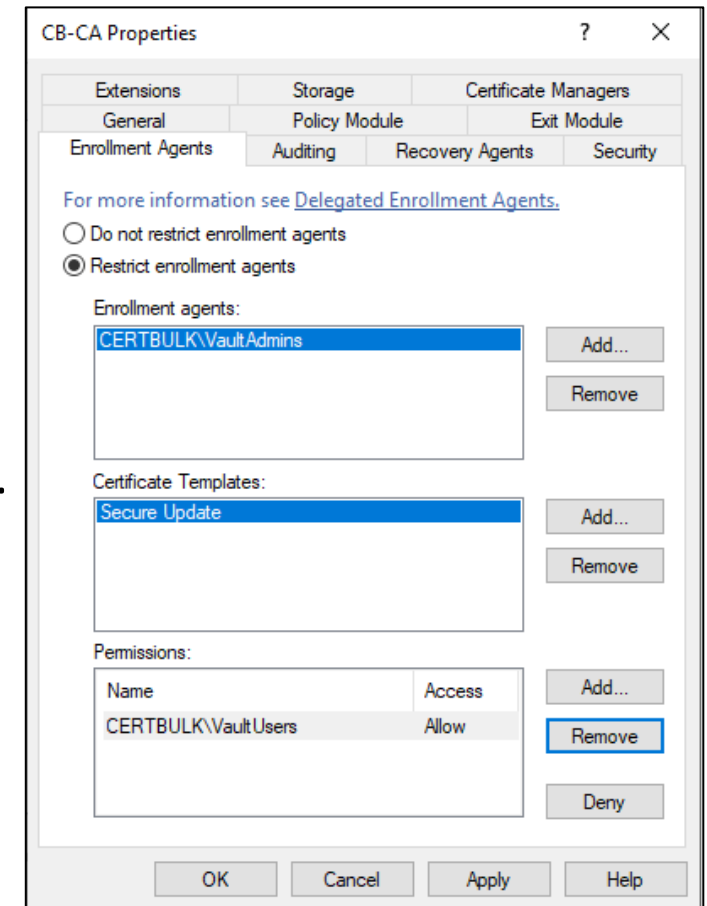 CB-CA Properties ? ×
Extensions Storage Certificate Managers
General Policy Module Exit Module
Enrollment Agents Auditing Recovery Agents Security
For more information see Delegated Enrollment Agents.
Do not restrict enrollment agents
Restrict enrollment agents
Enrollment agents:
CERTBULK\VaultAdmins
Add...
Remove
Certificate Templates:
Secure Update
Add...
Remove
Permissions:
Name Access
CERTBULK\VaultUsers Allow
Add...
Remove
Deny
OK Cancel Apply Help